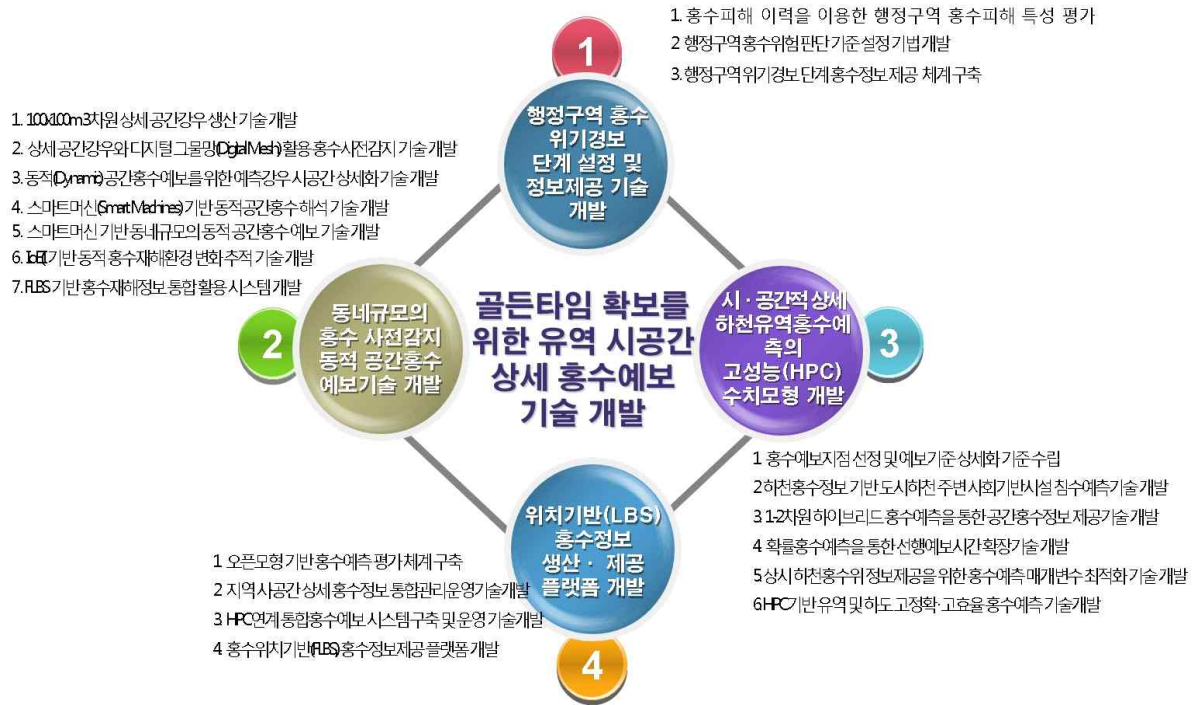 1. 홍수피해 이력을 이용한 행정구역 홍수피해 특성 평가
2 행정구역 홍수위험 판단 기준 설정 기법 개발
3. 행정구역 위기경보 단계 홍수정보 제공 체계 구축
1
행정구역 홍수
위기경보
단계 설정 및
정보제공 기술
개발
1. 100x100m 3차원 상세 공간강우 생산 기술 개발
2. 상세 공간강우와 디지털 그물망(Digital Mesh) 활용 홍수사전감지 기술 개발
3. 동적(Dynamic) 공간홍수예보를 위한 예측강우 시공간 상세화 기술 개발
4. 스마트머신(Smart Machines) 기반 동적공간홍수 해석 기술 개발
5. 스마트머신 기반 동네규모의 동적 공간홍수 예보 기술 개발
6. 기반 동적 홍수재해환경 변화 추적 기술 개발
7. FLBS 기반 홍수재해정보 통합 활용 시스템 개발
2
동네규모의
홍수 사전감지
동적 공간홍수
예보기술 개발
골든타임 확보를
위한 유역 시공간
상세 홍수예보
기술 개발
시·공간적 상세
하천유역홍수예
측의
고성능(HPC)
수치모형 개발
3
1 홍수예보지점 선정 및 예보기준 상세화 기준 수립
2 하천홍수정보 기반 도시하천 주변 사회기반시설 침수예측기술 개발
3 1-2차원 하이브리드 홍수예측을 통한 공간홍수정보 제공기술 개발
4 확률홍수예측을 통한 선행예보시간 확장기술 개발
5 상시 하천홍수위 정보제공을 위한 홍수예측 매개변수 최적화 기술 개발
6 HPC기반 유역 및 하도 고정확·고효율 홍수예측 기술개발
위치기반(LBS)
홍수정보
생산· 제공
플랫폼 개발
1 오픈모형 기반 홍수예측 평가 체계 구축
2 지역 시공간 상세 홍수정보 통합관리 운영기술개발
3 HPC연계 통합홍수예보 시스템 구축 및 운영 기술개발
4 홍수위치기반(FLBS) 홍수정보제공 플랫폼 개발
4